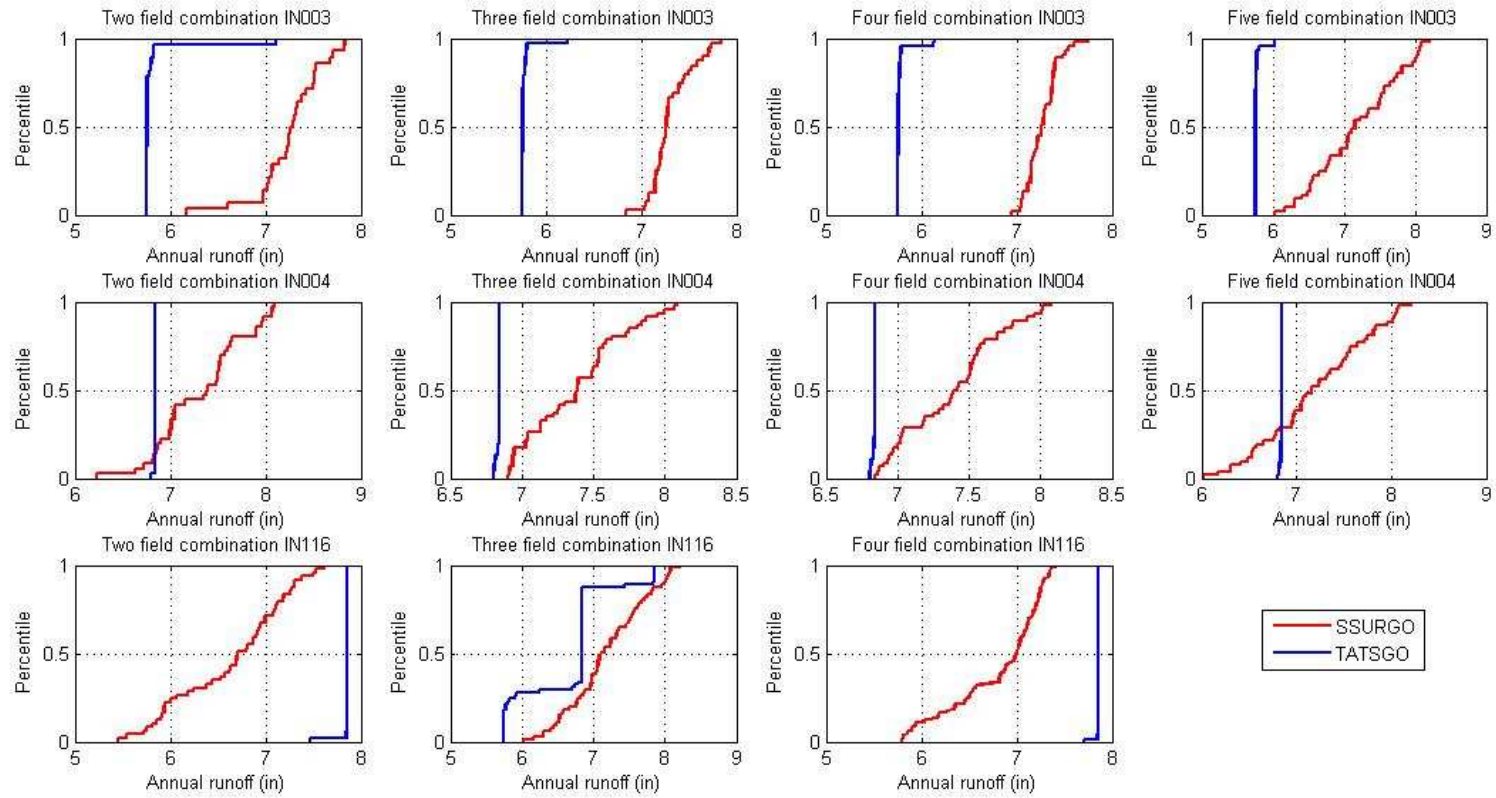 Two field combination IN003
1
0.5
0
Percentile
5 6 7 8
Annual runoff (in)
Three field combination IN003
1
0.5
0
Percentile
5 6 7 8
Annual runoff (in)
Four field combination IN003
1
0.5
0
Percentile
5 6 7 8
Annual runoff (in)
Five field combination IN003
1
0.5
0
Percentile
5 6 7 8 9
Annual runoff (in)
Two field combination IN004
1
0.5
0
Percentile
6 7 8 9
Annual runoff (in)
Three field combination IN004
1
0.5
0
Percentile
6.5 7 7.5 8 8.5
Annual runoff (in)
Four field combination IN004
1
0.5
0
Percentile
6.5 7 7.5 8 8.5
Annual runoff (in)
Five field combination IN004
1
0.5
0
Percentile
6 7 8 9
Annual runoff (in)
Two field combination IN116
1
0.5
0
Percentile
5 6 7 8
Annual runoff (in)
Three field combination IN116
1
0.5
0
Percentile
5 6 7 8 9
Annual runoff (in)
Four field combination IN116
1
0.5
0
Percentile
5 6 7 8
Annual runoff (in)
SSURGO
TATSGO